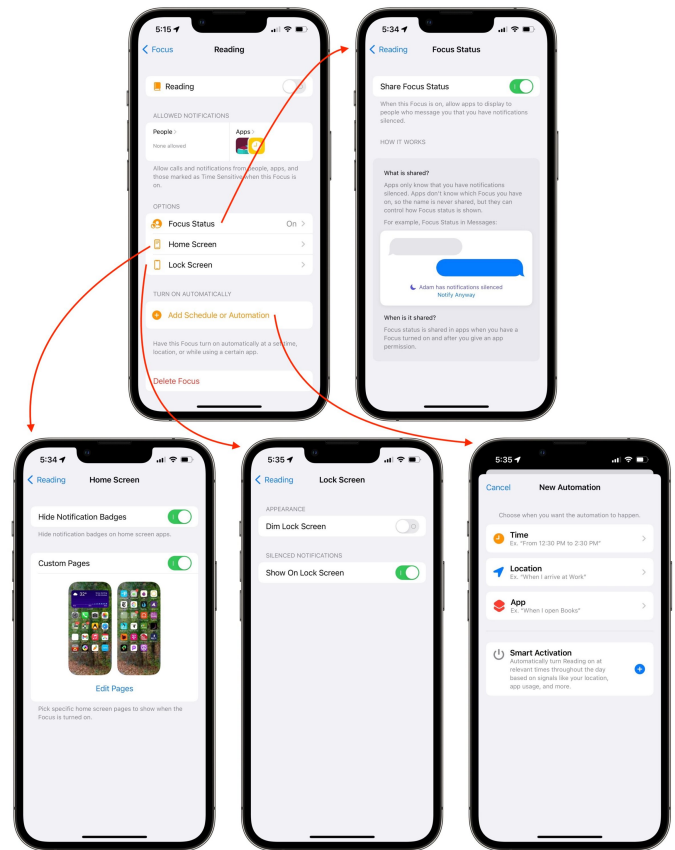 5:15
Focus
Reading
Reading
ALLOWED NOTIFICATIONS
People
None allowed
Apps
Allow calls and notifications from people, apps, and
those marked as Time Sensitive when this Focus is
on.
OPTIONS
Focus Status
On
Home Screen
Lock Screen
TURN ON AUTOMATICALLY
Add Schedule or Automation
Have this Focus turn on automatically at a set time,
location, or while using a certain app.
Delete Focus
5:34
Reading
Focus Status
Share Focus Status
When this Focus is on, allow apps to display to
people who message you that you have notifications
silenced.
HOW IT WORKS
What is shared?
Apps only know that you have notifications
silenced. Apps don't know which Focus you have
on, so the name is never shared, but they can
control how Focus status is shown.
For example, Focus Status in Messages:
Adam has notifications silenced
Notify Anyway
When is it shared?
Focus status is shared in apps when you have a
Focus turned on and after you give an app
permission.
5:34
Reading
Home Screen
Hide Notification Badges
Hide notification badges on home screen apps.
Custom Pages
32°
Edit Pages
Pick specific home screen pages to show when the
Focus is turned on.
5:35
Reading
Lock Screen
APPEARANCE
Dim Lock Screen
SILENCED NOTIFICATIONS
Show On Lock Screen
5:35
Cancel
New Automation
Choose when you want the automation to happen.
Time
Ex. "From 12:30 PM to 2:30 PM"
Location
Ex. "When I arrive at Work"
App
Ex. "When I open Books"
Smart Activation
Automatically turn Reading on at
relevant times throughout the day
based on signals like your location,
app usage, and more.